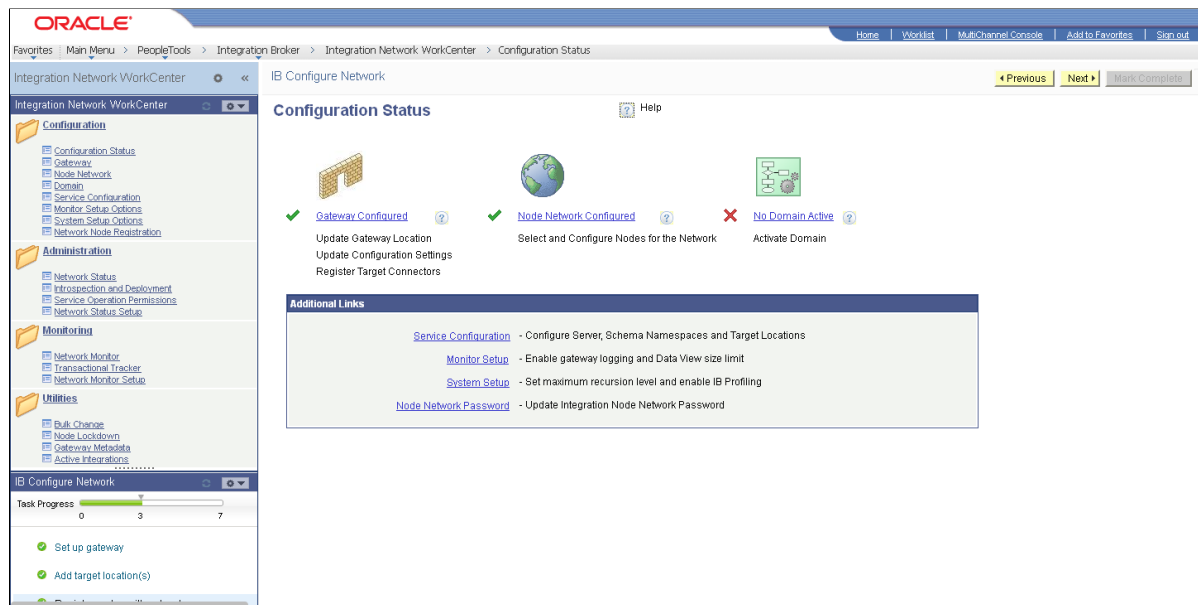 ORACLE'
Home | Worklist | MultiChannel Console | Add to Favorites | Sign out
Favorites | Main Menu > PeopleTools > Integration Broker > Integration Network WorkCenter > Configuration Status
Integration Network WorkCenter «
Integration Network WorkCenter
Configuration
Configuration Status
Gateway
Node Network
Domain
Service Configuration
Monitor Setup Options
System Setup Options
Network Node Registration
Administration
Network Status
Introspection and Deployment
Service Operation Permissions
Network Status Setup
Monitoring
Network Monitor
Transactional Tracker
Network Monitor Setup
Utilities
Bulk Change
Node Lockdown
Gateway Metadata
Active Integrations
IB Configure Network
Task Progress
0 3 7
Set up gateway
Add target location(s)
IB Configure Network
Previous Next Mark Complete
Configuration Status
? Help
Gateway Configured ?
Update Gateway Location
Update Configuration Settings
Register Target Connectors
Node Network Configured ?
Select and Configure Nodes for the Network
No Domain Active ?
Activate Domain
Additional Links
Service Configuration - Configure Server, Schema Namespaces and Target Locations
Monitor Setup - Enable gateway logging and Data View size limit
System Setup - Set maximum recursion level and enable IB Profiling
Node Network Password - Update Integration Node Network Password